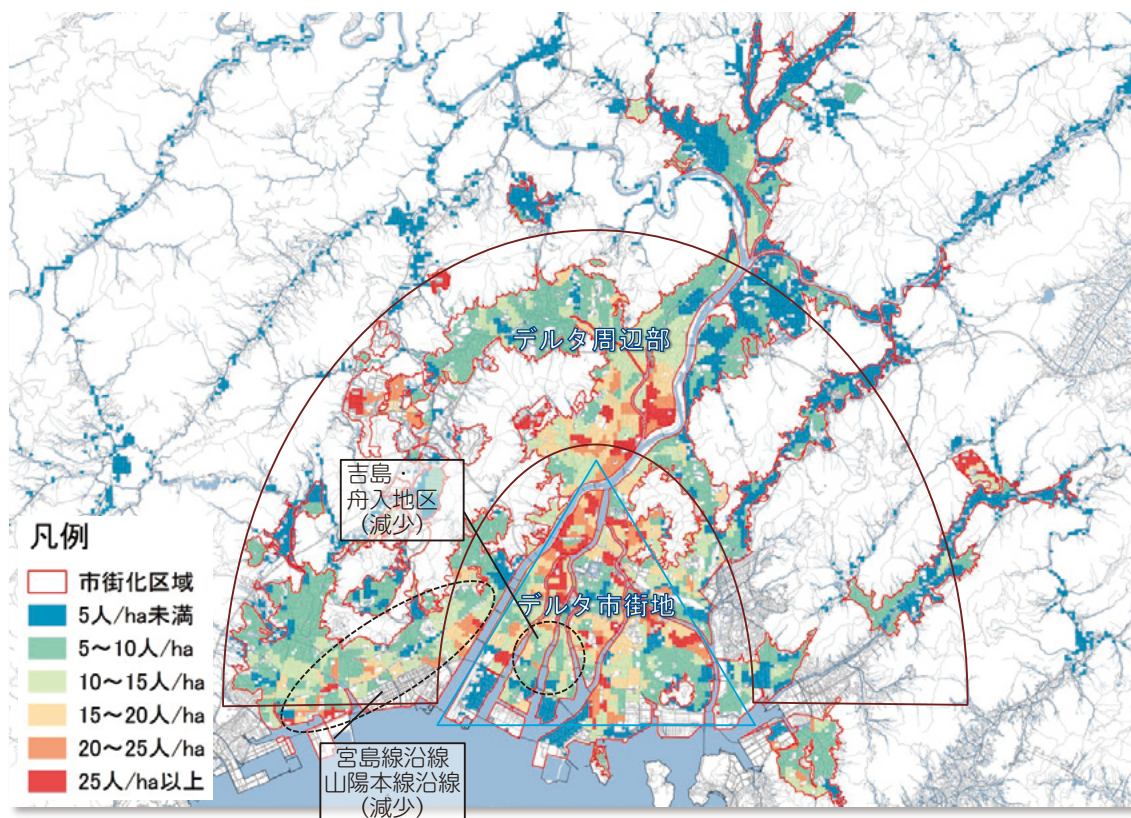 デルタ周辺部
吉島・
舟入地区
(減少)
デルタ市街地
宮島線沿線
山陽本線沿線
(減少)
凡例
市街化区域
5人/ha未満
5～10人/ha
10～15人/ha
15～20人/ha
20～25人/ha
25人/ha以上